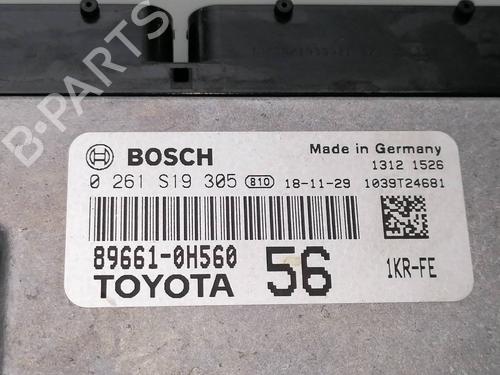 B-PARTS
BOSCH
Made in Germany
1312 1526
0 261 S19 305 810 18-11-29 1039T24681
89661-0H560
TOYOTA
56
1KR-FE